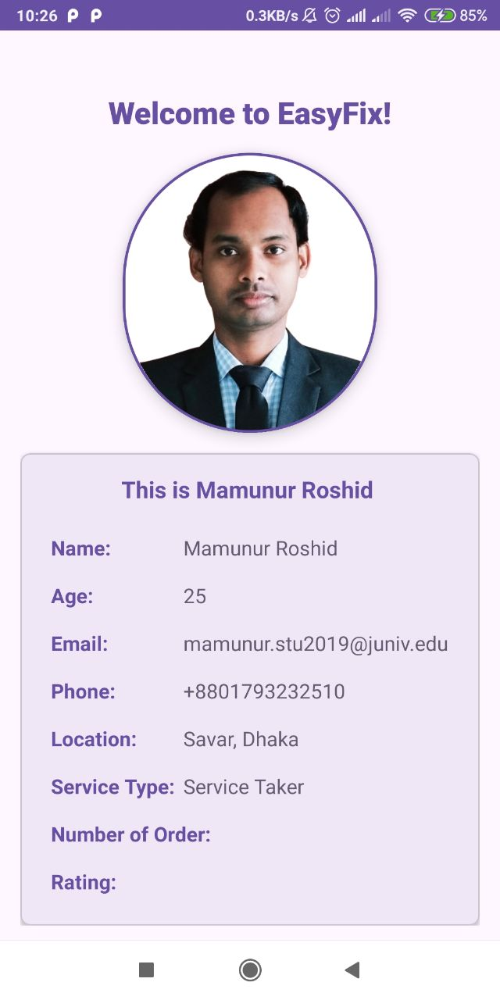 10:26 0.3KB/s 85%
Welcome to EasyFix!
This is Mamunur Roshid
Name: Mamunur Roshid
Age: 25
Email: mamunur.stu2019@juniv.edu
Phone: +8801793232510
Location: Savar, Dhaka
Service Type: Service Taker
Number of Order:
Rating: